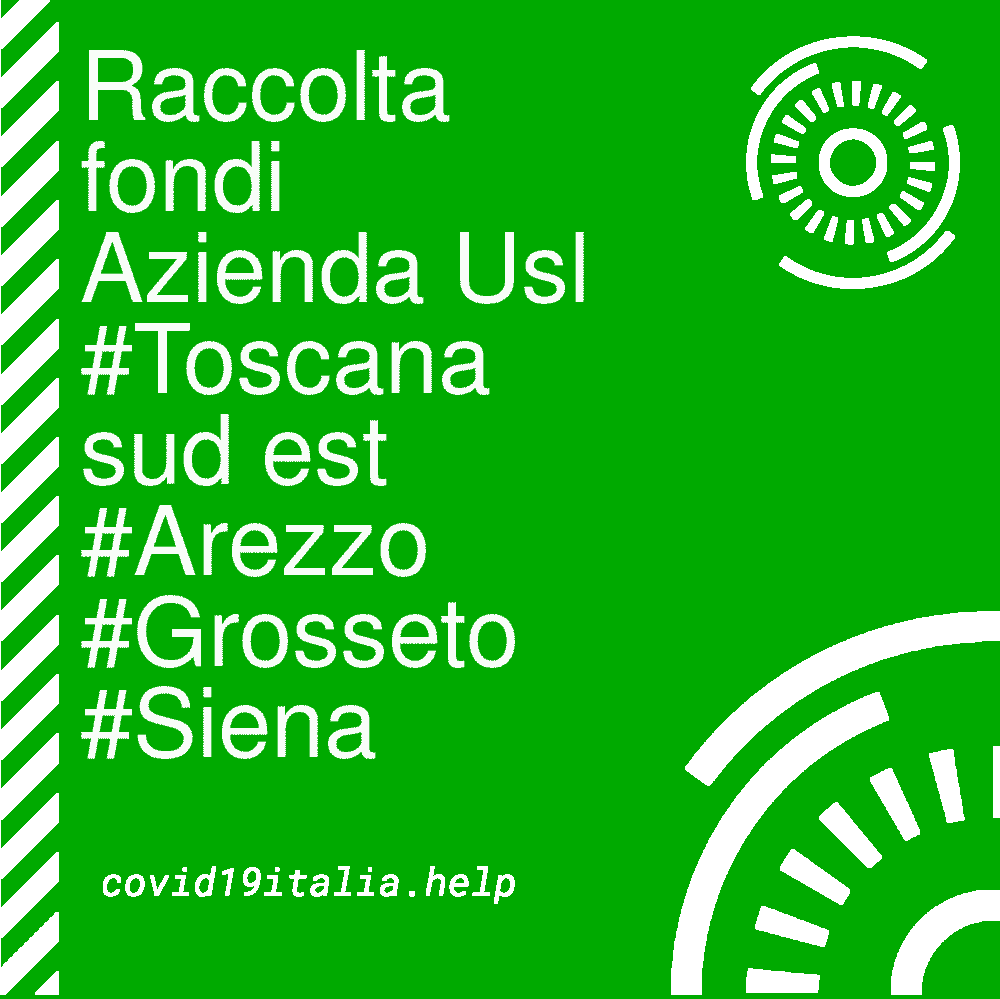 Raccolta
fondi
Azienda Usl
#Toscana
sud est
#Arezzo
#Grosseto
#Siena
covid19italia.help